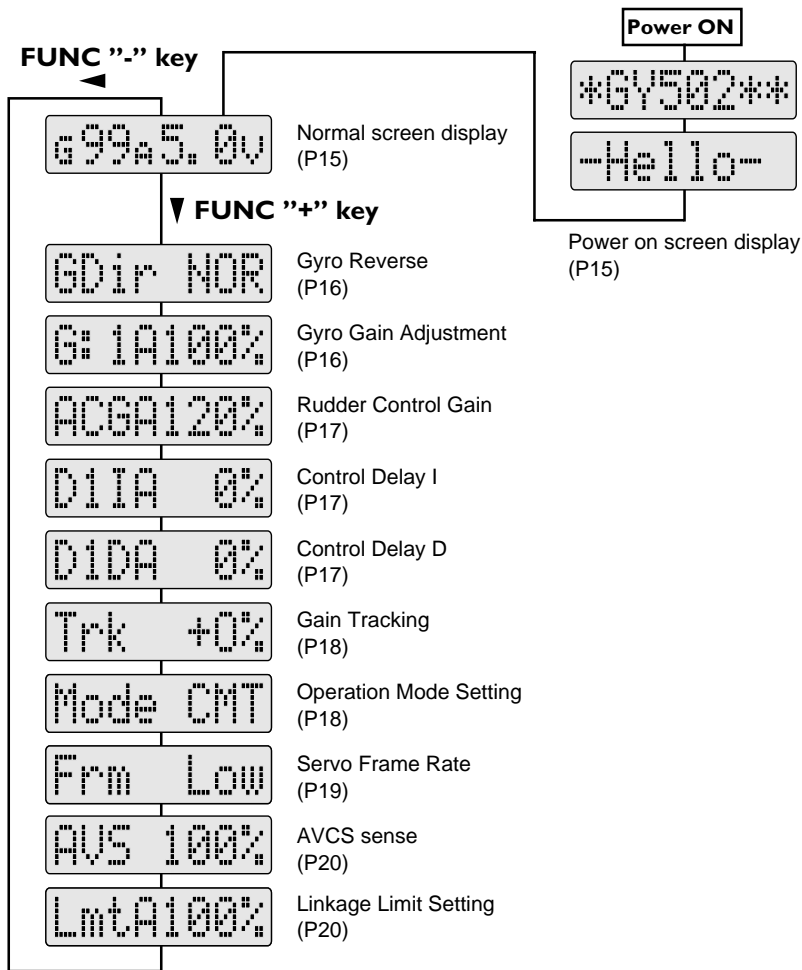 Power ON
*GY502**
-Hello-
Power on screen display
(P15)
FUNC ”-” key
G99A5.0v
Normal screen display
(P15)
FUNC ”+” key
GDir NOR
Gyro Reverse
(P16)
G: 1A100%
Gyro Gain Adjustment
(P16)
ACGA120%
Rudder Control Gain
(P17)
D1IA 0%
Control Delay I
(P17)
D1DA 0%
Control Delay D
(P17)
Trk +0%
Gain Tracking
(P18)
Mode CMT
Operation Mode Setting
(P18)
Frm Low
Servo Frame Rate
(P19)
AVS 100%
AVCS sense
(P20)
LmtA100%
Linkage Limit Setting
(P20)